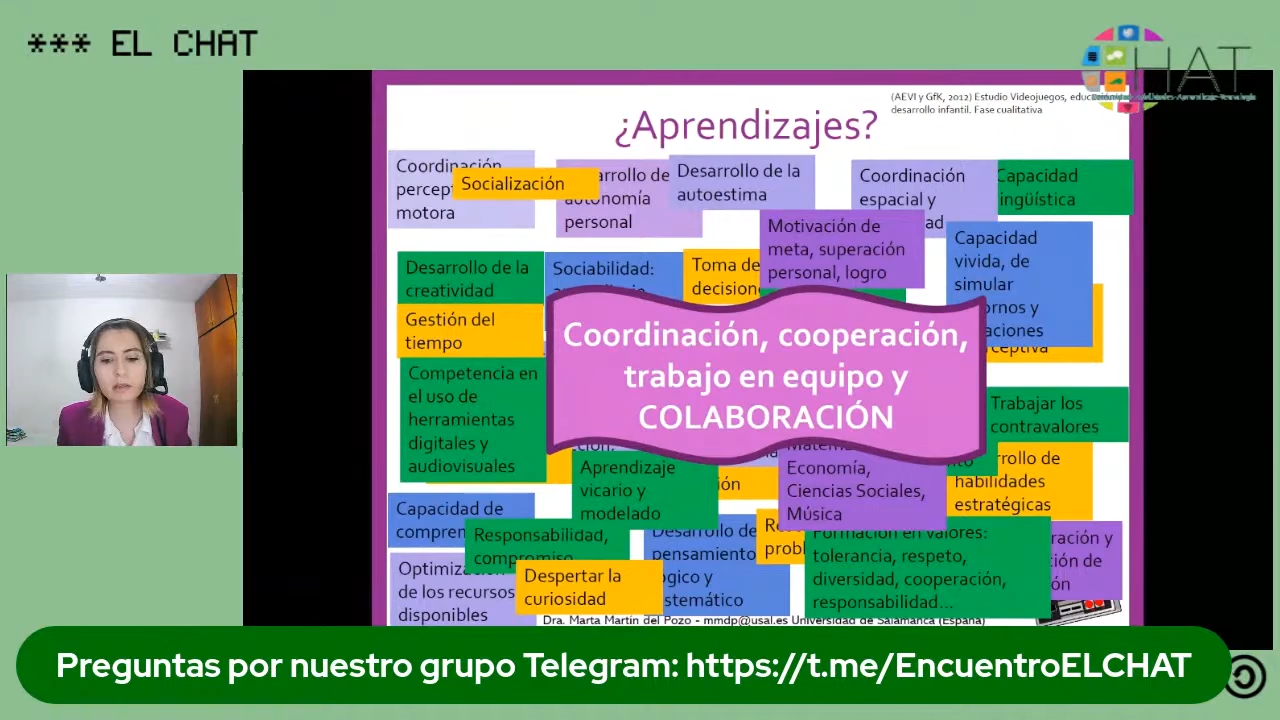 *** EL CHAT
HAT
(AEVI y GfK, 2012) Estudio Videojuegos,
desarrollo infantil. Fase cualitativa
¿Aprendizajes?
Coordinación
motora
Socialización
autonomía
personal
Desarrollo de la
autoestima
Coordinación
espacial y
Capacidad
Motivación de
meta, superación
personal, logro
Capacidad
vivida, de
simular
Desarrollo de la
creatividad
Sociabilidad:
Toma de
Gestión del
tiempo
Coordinación, cooperación,
trabajo en equipo y
COLABORACIÓN
Competencia en
el uso de
herramientas
digitales y
audiovisuales
Trabajar los
contravalores
Aprendizaje
vicario y
modelado
Economía,
Ciencias Sociales,
Música
habilidades
estratégicas
Capacidad de
Responsabilidad,
compromiso
Desarrollo de
pensamiento
Formación en valores:
tolerancia, respeto,
diversidad, cooperación,
responsabilidad...
Optimización
de los recursos
disponibles
Despertar la
curiosidad
Dra. Marta Martín del Pozo - mmdp@usal.es Universidad de Salamanca (España)
Preguntas por nuestro grupo Telegram: https://t.me/EncuentroELCHAT